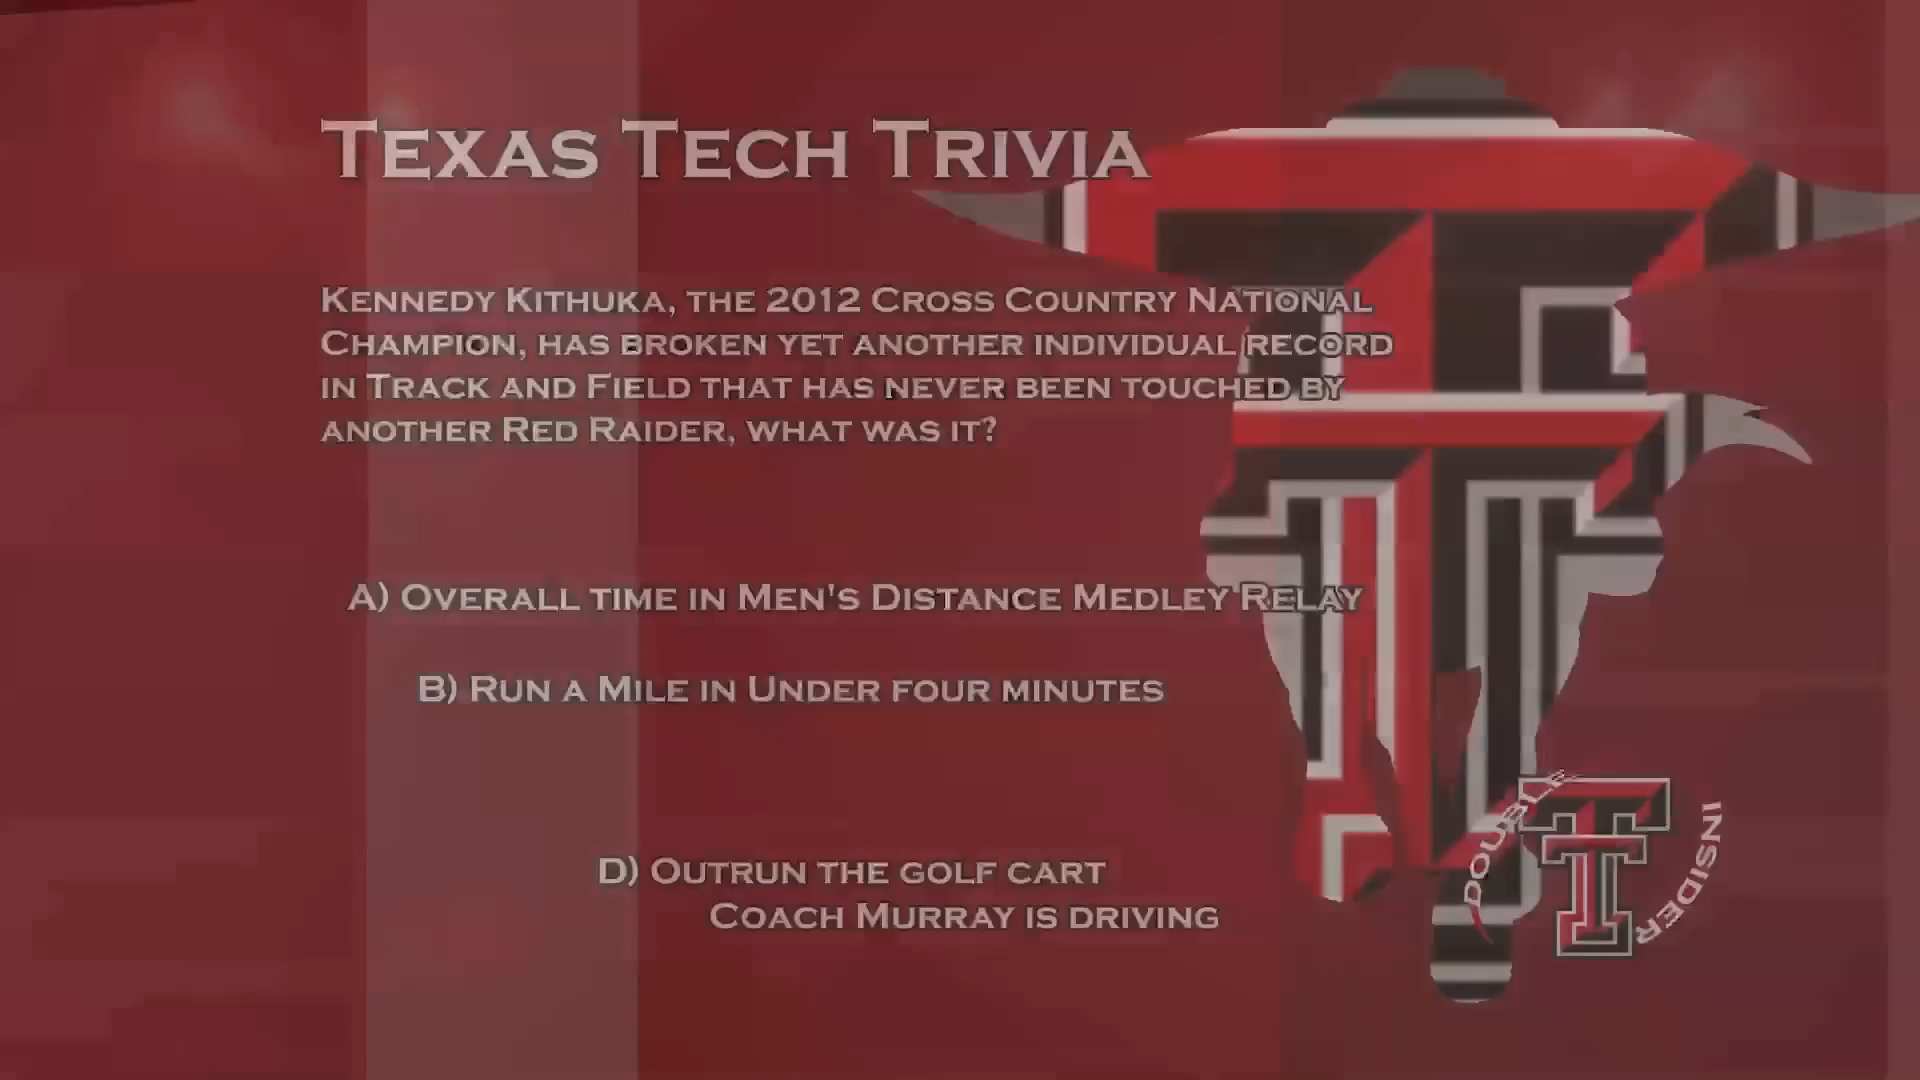 Texas Tech Trivia
Kennedy Kithuka, the 2012 Cross Country National
Champion, has broken yet another individual record
in Track and Field that has never been touched by
another Red Raider, what was it?
A) Overall time in Men's Distance Medley Relay
B) Run a Mile in Under four minutes
D) Outrun the golf cart
Coach Murray is driving
Double T Insider